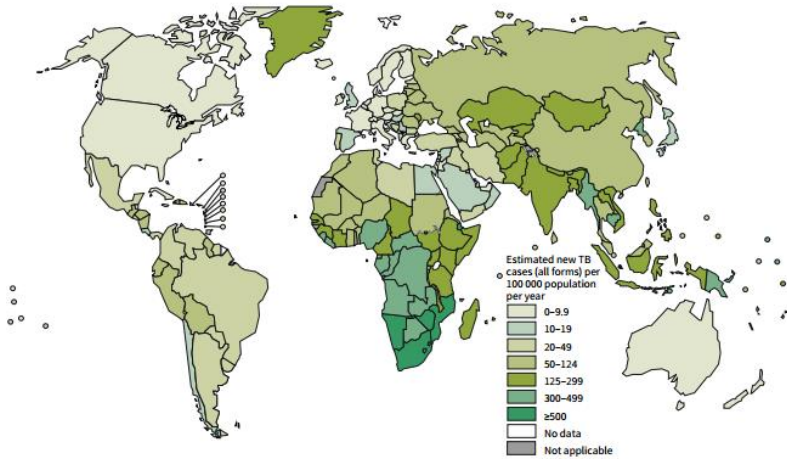 Estimated new TB
cases (all forms) per
100 000 population
per year
0–9.9
10–19
20–49
50–124
125–299
300–499
≥500
No data
Not applicable